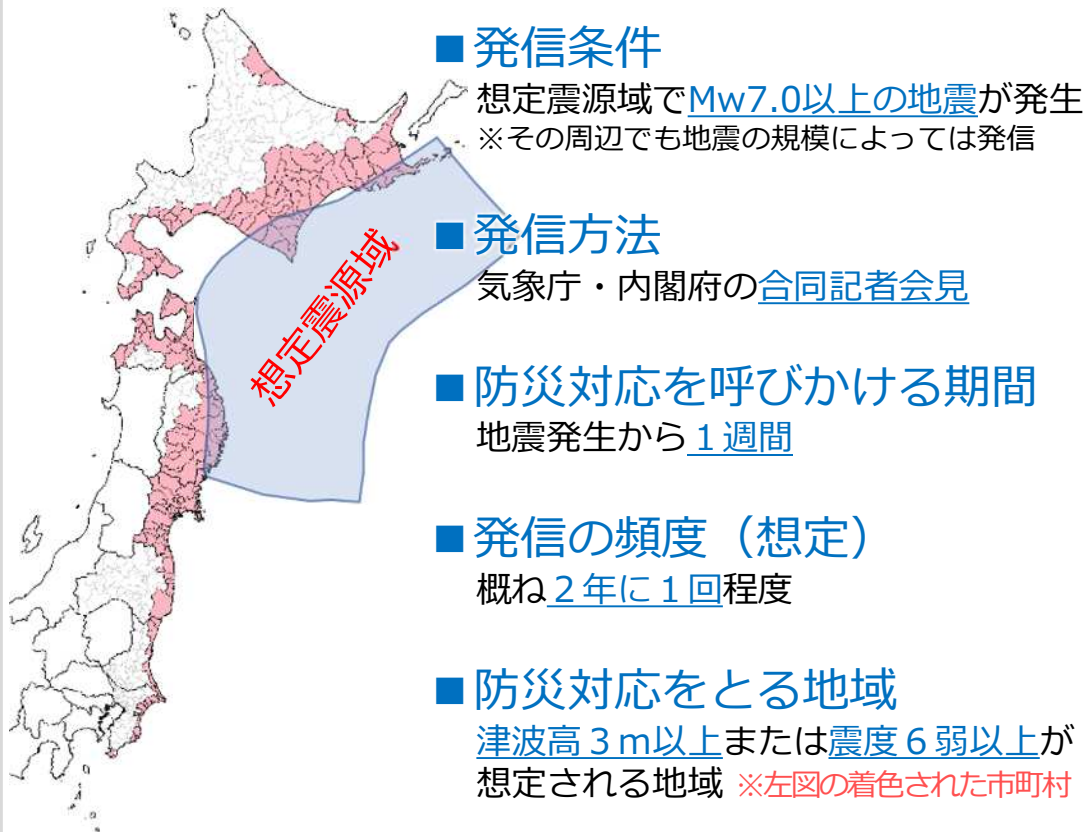 ■発信条件
想定震源域でMw7.0以上の地震が発生
※その周辺でも地震の規模によっては発信
■発信方法
気象庁・内閣府の合同記者会見
想定震源域
■防災対応を呼びかける期間
地震発生から１週間
■発信の頻度（想定）
概ね２年に１回程度
■防災対応をとる地域
津波高３ｍ以上または震度６弱以上が
想定される地域 ※左図の着色された市町村